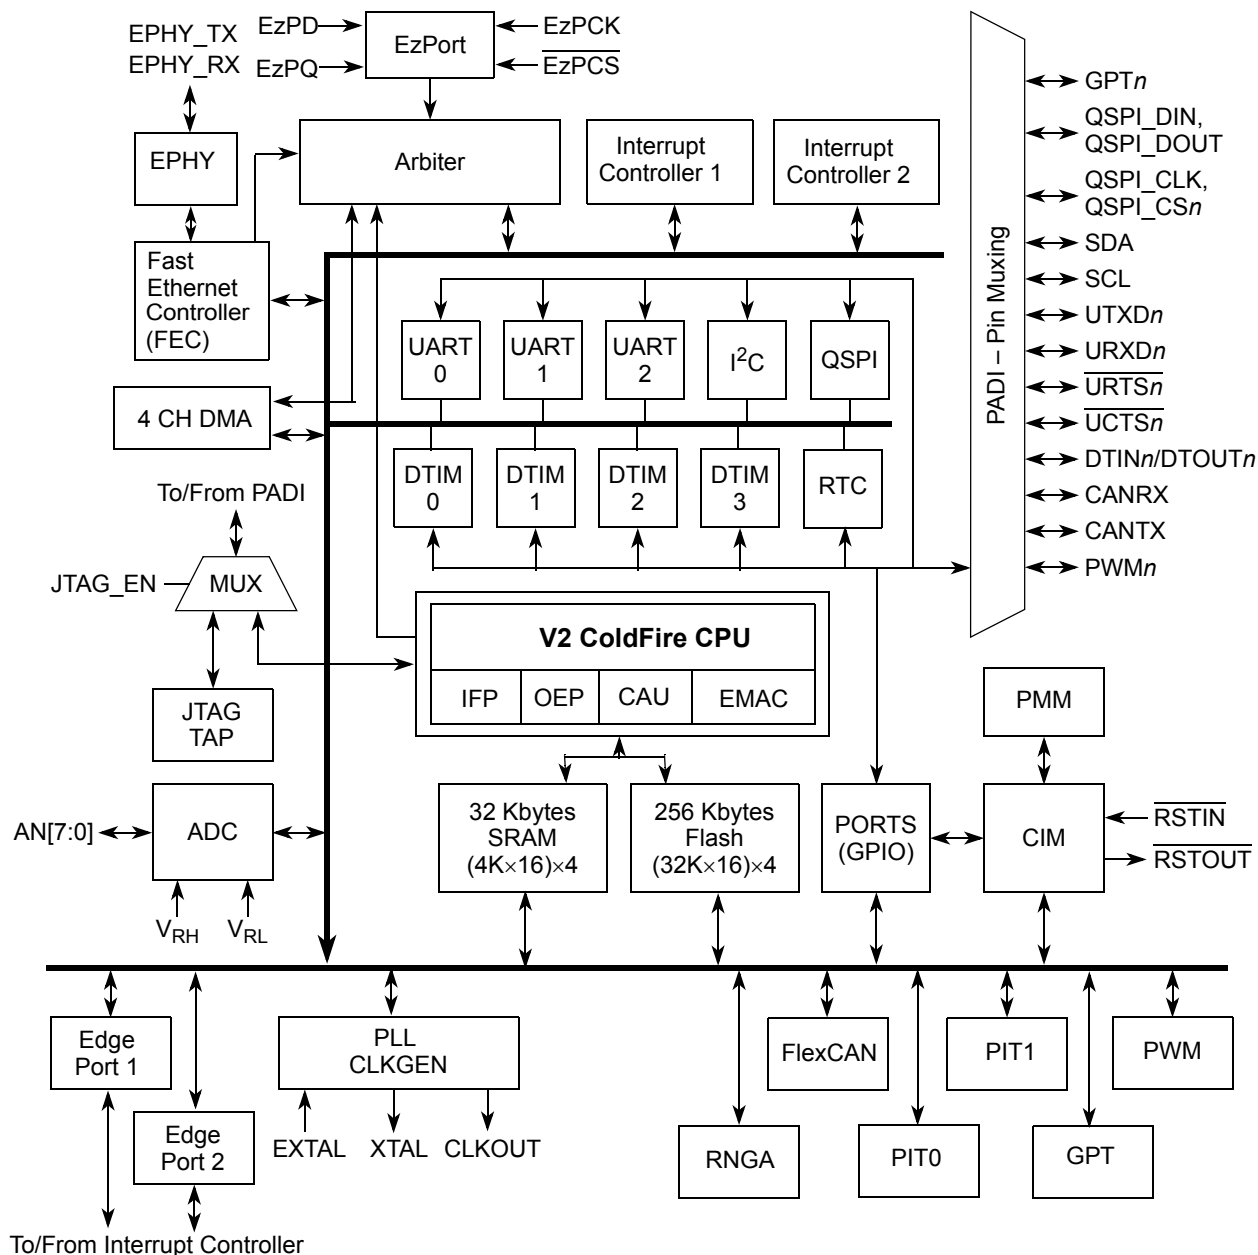 EPHY_TX
EPHY_RX
EzPD
EzPQ
EzPort
EzPCK
EzPCS
EPHY
Arbiter
Interrupt
Controller 1
Interrupt
Controller 2
Fast
Ethernet
Controller
(FEC)
UART
0
UART
1
UART
2
I²C
QSPI
4 CH DMA
DTIM
0
DTIM
1
DTIM
2
DTIM
3
RTC
PADI – Pin Muxing
GPTn
QSPI_DIN,
QSPI_DOUT
QSPI_CLK,
QSPI_CSn
SDA
SCL
UTXDn
URXDn
URTSn
UCTSn
DTINn/DTOUTn
CANRX
CANTX
PWMn
To/From PADI
JTAG_EN
MUX
JTAG
TAP
V2 ColdFire CPU
IFP
OEP
CAU
EMAC
PMM
AN[7:0]
ADC
VRH
VRL
32 Kbytes
SRAM
(4K×16)×4
256 Kbytes
Flash
(32K×16)×4
PORTS
(GPIO)
CIM
RSTIN
RSTOUT
Edge
Port 1
Edge
Port 2
PLL
CLKGEN
EXTAL
XTAL
CLKOUT
FlexCAN
PIT1
PWM
RNGA
PIT0
GPT
To/From Interrupt Controller